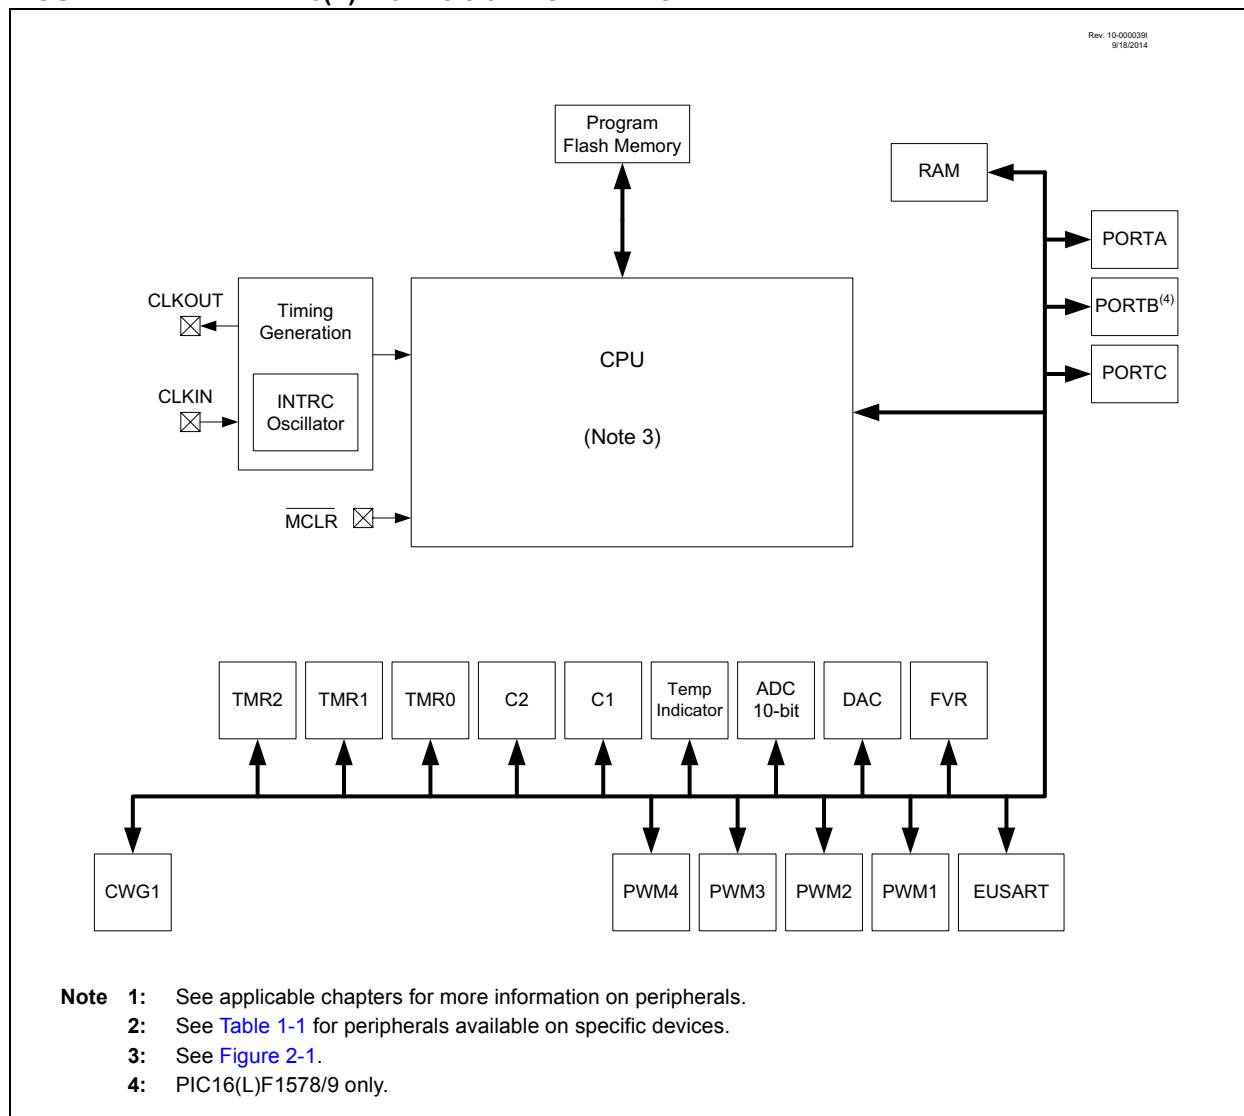 Rev. 10-000039I
9/18/2014
Program
Flash Memory
RAM
PORTA
CLKOUT
Timing
Generation
PORTB(4)
CPU
PORTC
CLKIN
INTRC
Oscillator
(Note 3)
MCLR
TMR2
TMR1
TMR0
C2
C1
Temp
Indicator
ADC
10-bit
DAC
FVR
CWG1
PWM4
PWM3
PWM2
PWM1
EUSART
Note 1: See applicable chapters for more information on peripherals.
2: See Table 1-1 for peripherals available on specific devices.
3: See Figure 2-1.
4: PIC16(L)F1578/9 only.